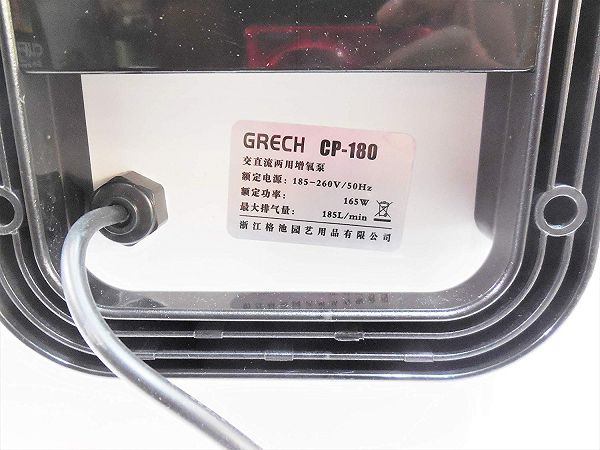 GRECH CP-180
交直流两用增氧泵
额定电源: 185-260V/50Hz
额定功率: 165W
最大排气量: 185L/min
浙江格池园艺用品有限公司